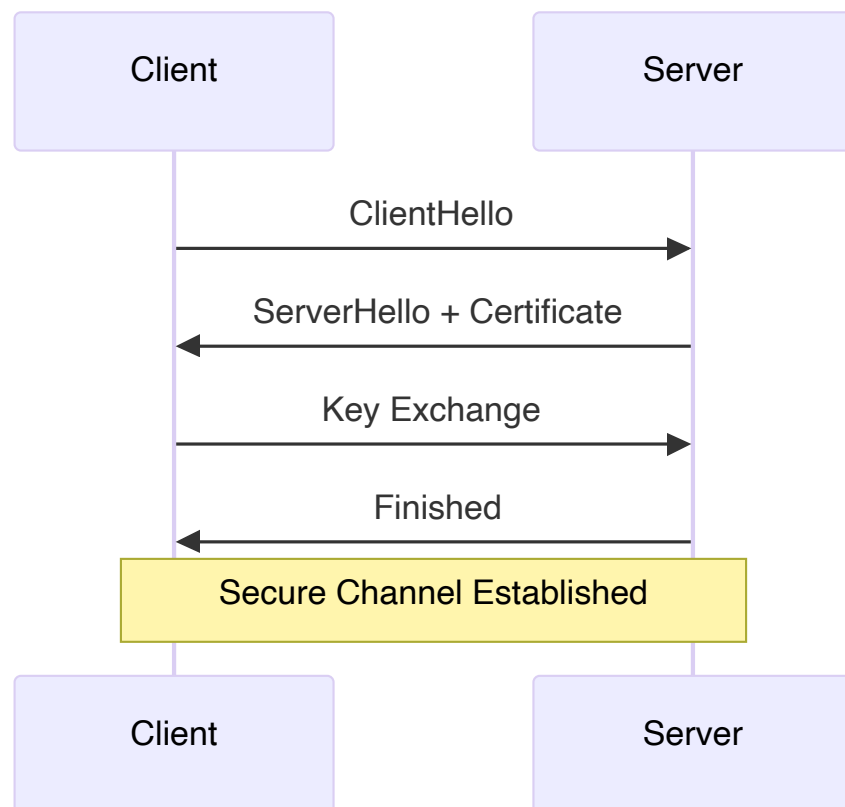 Client
Server
ClientHello
ServerHello + Certificate
Key Exchange
Finished
Secure Channel Established
Client
Server